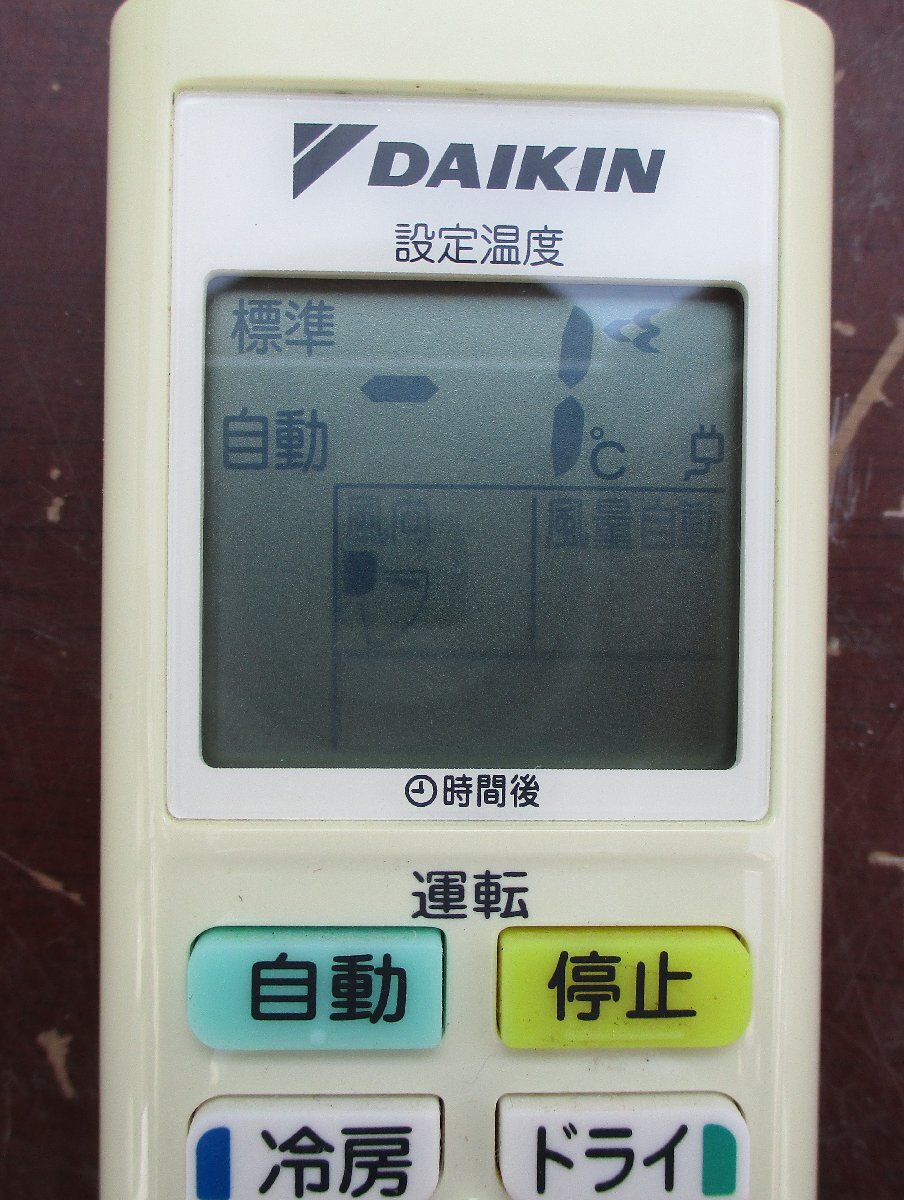 DAIKIN
設定温度
標準
- 1℃
自動
風向 風量自動
時間後
運転
自動 停止
冷房 ドライ